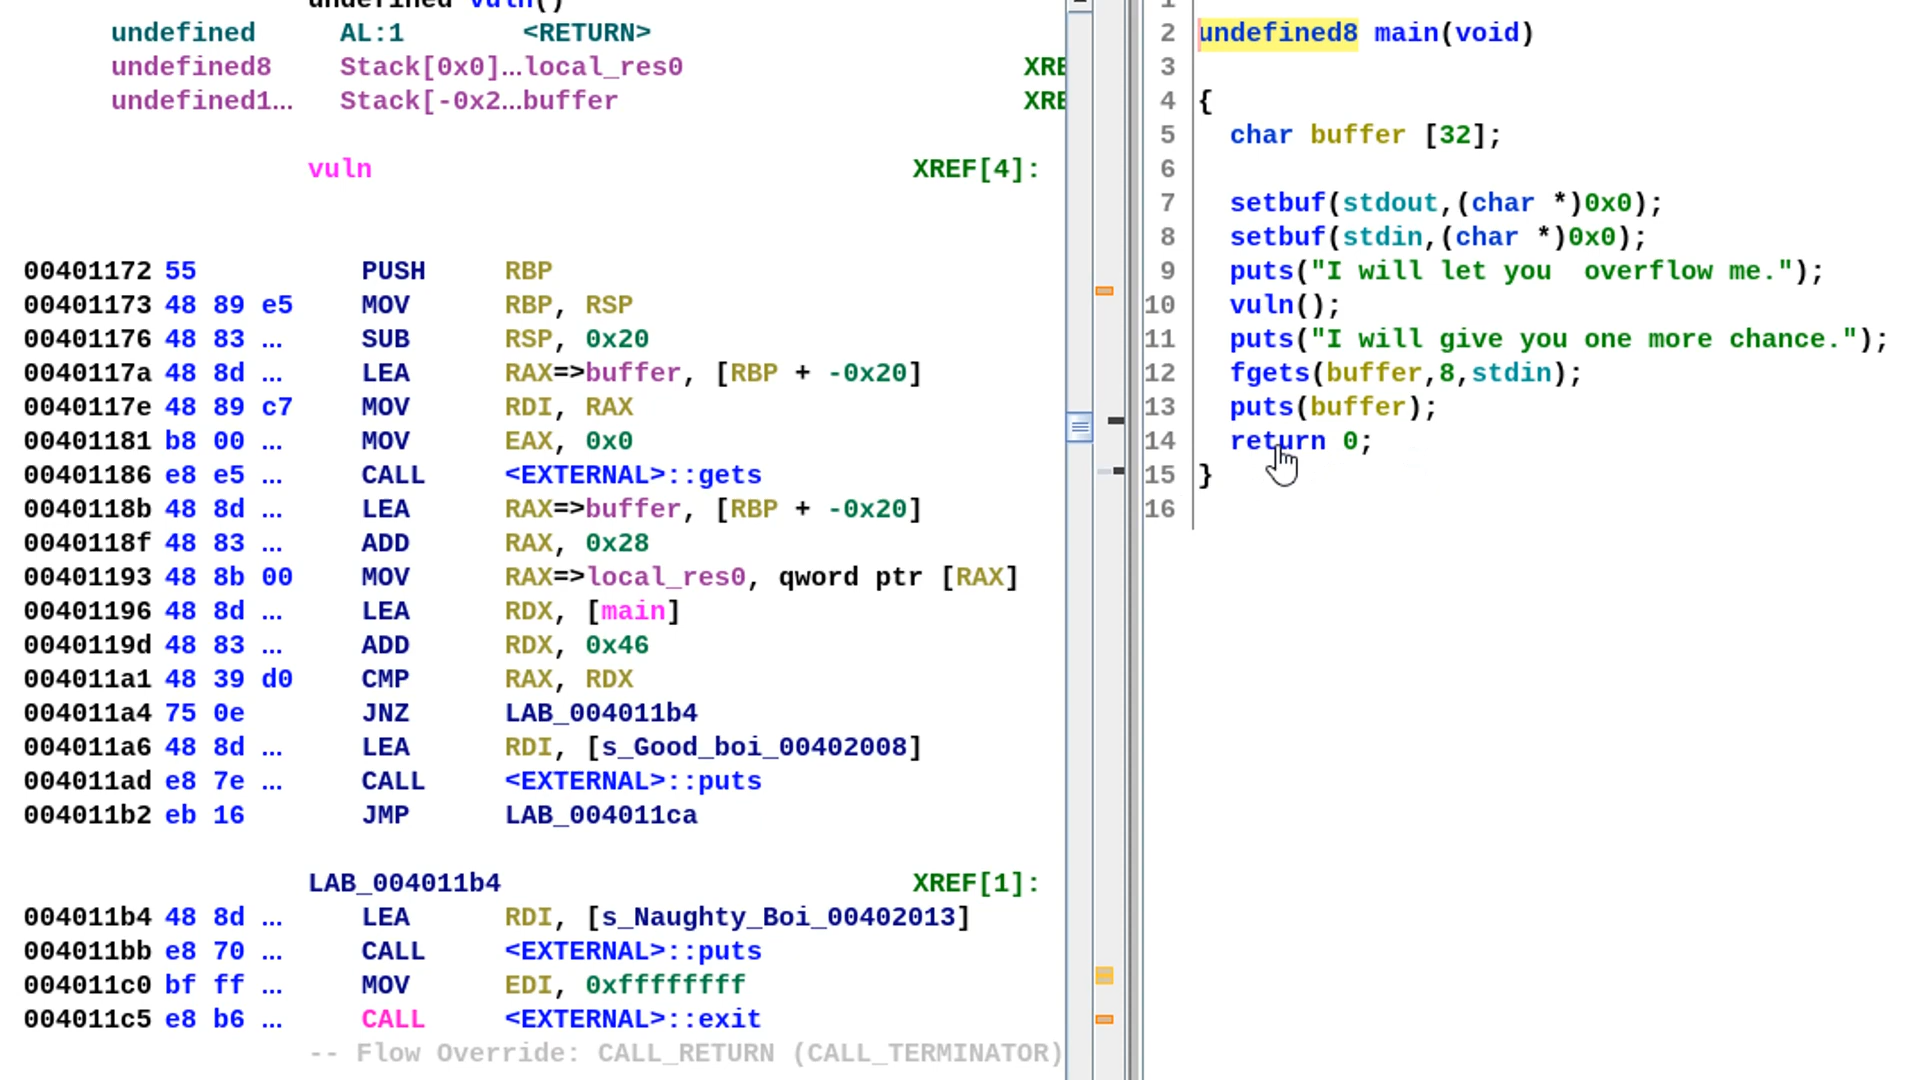 undefined vuln()
undefined AL:1 <RETURN>
undefined8 Stack[0x0]...local_res0 XRE
undefined1... Stack[-0x2...buffer XRE
vuln XREF[4]:
00401172 55 PUSH RBP
00401173 48 89 e5 MOV RBP, RSP
00401176 48 83 ... SUB RSP, 0x20
0040117a 48 8d ... LEA RAX=>buffer, [RBP + -0x20]
0040117e 48 89 c7 MOV RDI, RAX
00401181 b8 00 ... MOV EAX, 0x0
00401186 e8 e5 ... CALL <EXTERNAL>::gets
0040118b 48 8d ... LEA RAX=>buffer, [RBP + -0x20]
0040118f 48 83 ... ADD RAX, 0x28
00401193 48 8b 00 MOV RAX=>local_res0, qword ptr [RAX]
00401196 48 8d ... LEA RDX, [main]
0040119d 48 83 ... ADD RDX, 0x46
004011a1 48 39 d0 CMP RAX, RDX
004011a4 75 0e JNZ LAB_004011b4
004011a6 48 8d ... LEA RDI, [s_Good_boi_00402008]
004011ad e8 7e ... CALL <EXTERNAL>::puts
004011b2 eb 16 JMP LAB_004011ca
LAB_004011b4 XREF[1]:
004011b4 48 8d ... LEA RDI, [s_Naughty_Boi_00402013]
004011bb e8 70 ... CALL <EXTERNAL>::puts
004011c0 bf ff ... MOV EDI, 0xffffffff
004011c5 e8 b6 ... CALL <EXTERNAL>::exit
-- Flow Override: CALL_RETURN (CALL_TERMINATOR)
1
2 undefined8 main(void)
3
4 {
5 char buffer [32];
6
7 setbuf(stdout,(char *)0x0);
8 setbuf(stdin,(char *)0x0);
9 puts("I will let you  overflow me.");
10 vuln();
11 puts("I will give you one more chance.");
12 fgets(buffer,8,stdin);
13 puts(buffer);
14 return 0;
15 }
16